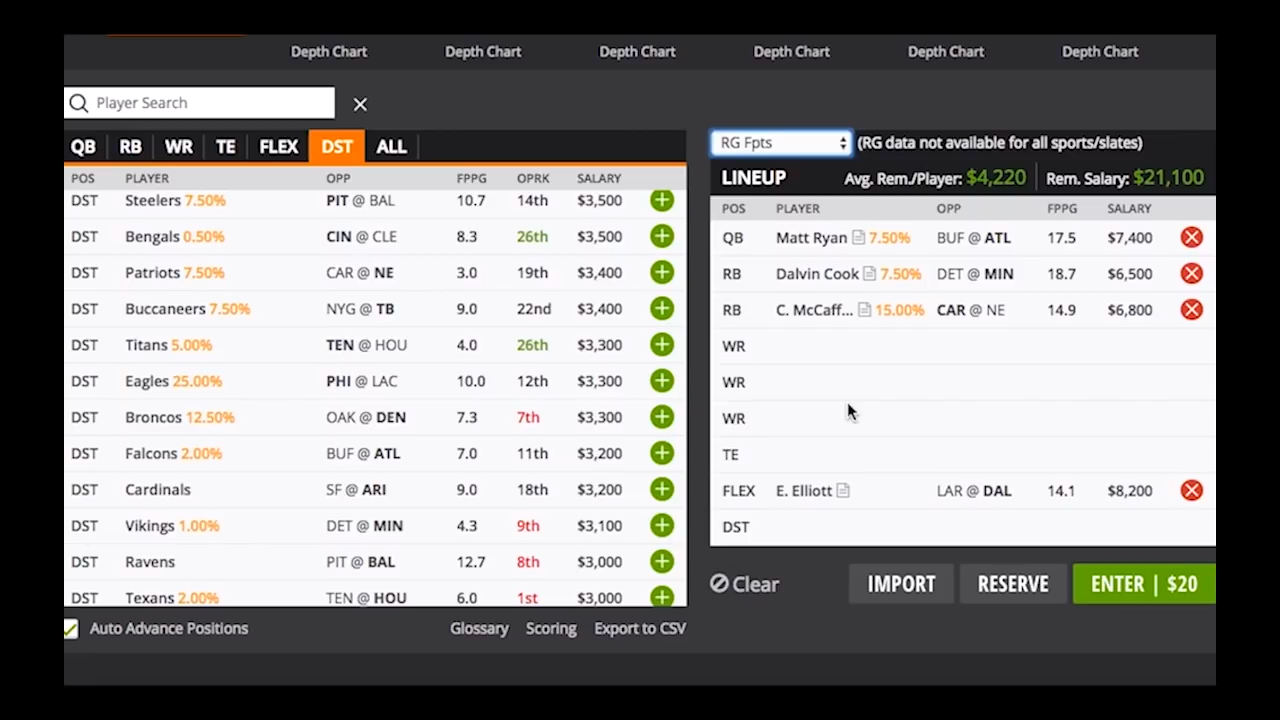 Depth Chart Depth Chart Depth Chart Depth Chart Depth Chart Depth Chart
Player Search
QB RB WR TE FLEX DST ALL
POS PLAYER OPP FPPG OPRK SALARY
DST Steelers 7.50% PIT @ BAL 10.7 14th $3,500
DST Bengals 0.50% CIN @ CLE 8.3 26th $3,500
DST Patriots 7.50% CAR @ NE 3.0 19th $3,400
DST Buccaneers 7.50% NYG @ TB 9.0 22nd $3,400
DST Titans 5.00% TEN @ HOU 4.0 26th $3,300
DST Eagles 25.00% PHI @ LAC 10.0 12th $3,300
DST Broncos 12.50% OAK @ DEN 7.3 7th $3,300
DST Falcons 2.00% BUF @ ATL 7.0 11th $3,200
DST Cardinals SF @ ARI 9.0 18th $3,200
DST Vikings 1.00% DET @ MIN 4.3 9th $3,100
DST Ravens PIT @ BAL 12.7 8th $3,000
DST Texans 2.00% TEN @ HOU 6.0 1st $3,000
Auto Advance Positions Glossary Scoring Export to CSV
RG Fpts (RG data not available for all sports/slates)
LINEUP Avg. Rem./Player: $4,220 Rem. Salary: $21,100
POS PLAYER OPP FPPG SALARY
QB Matt Ryan 7.50% BUF @ ATL 17.5 $7,400
RB Dalvin Cook 7.50% DET @ MIN 18.7 $6,500
RB C. McCaff... 15.00% CAR @ NE 14.9 $6,800
WR
WR
WR
TE
FLEX E. Elliott LAR @ DAL 14.1 $8,200
DST
Clear IMPORT RESERVE ENTER | $20